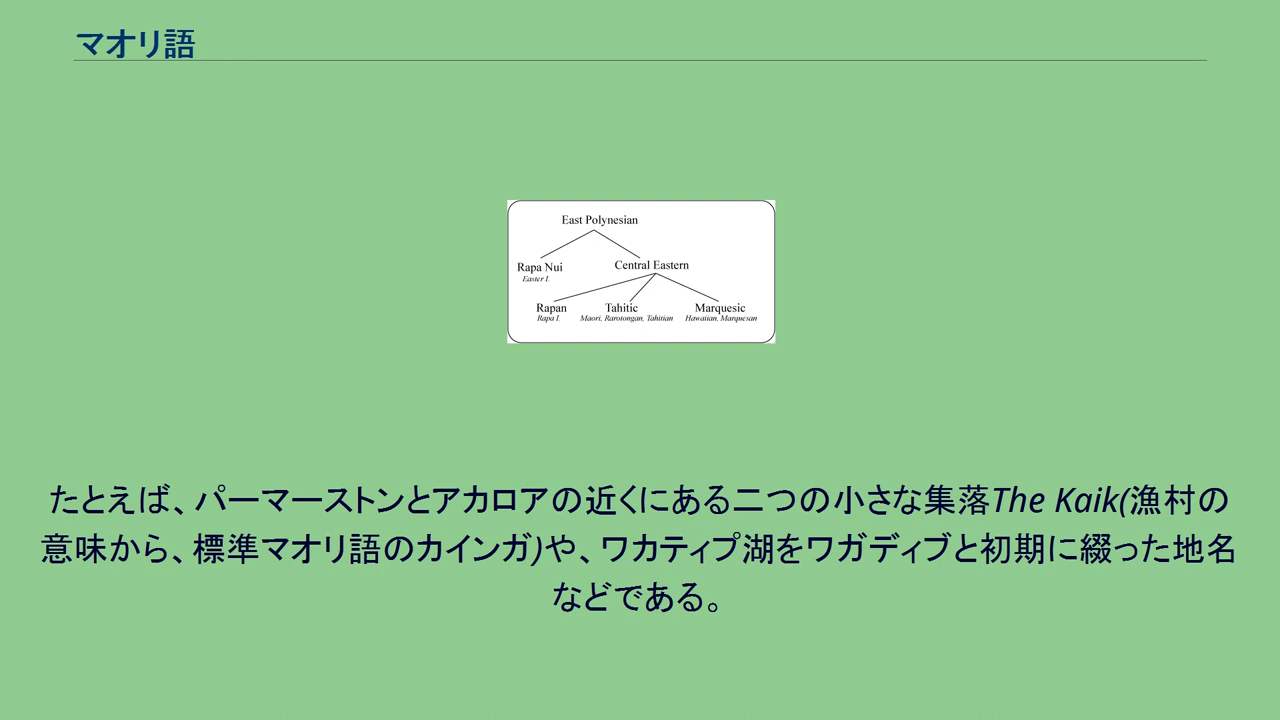 マオリ語
East Polynesian
Rapa Nui Central Eastern
Easter I.
Rapan Tahitic Marquesic
Rapa I. Maori, Rarotongan, Tahitian Hawaiian, Marquesan
たとえば、パーマーストンとアカロアの近くにある二つの小さな集落The Kaik(漁村の
意味から、標準マオリ語のカインガ)や、ワカティプ湖をワガディブと初期に綴った地名
などである。